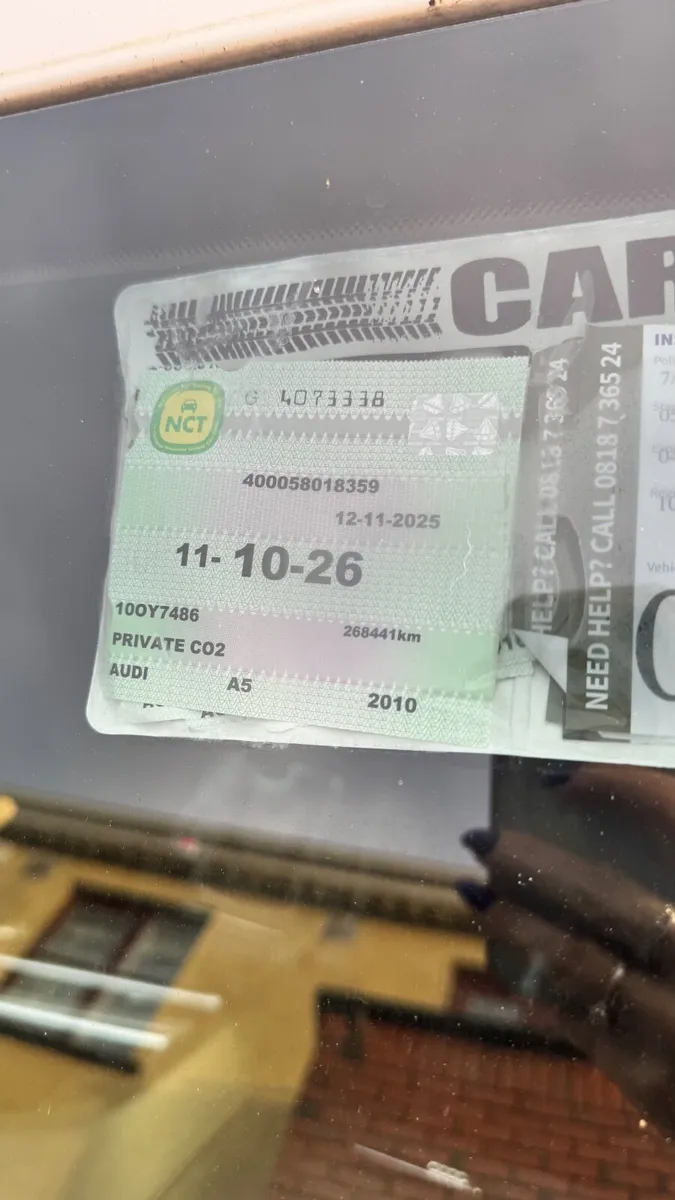 CAR
NCT
G 4073338
400058018359
12-11-2025
11-10-26
10OY7486
268441km
PRIVATE CO2
AUDI A5 2010
HELP? CALL 0818 7 365 24
NEED HELP? CALL 0818 7 365 24